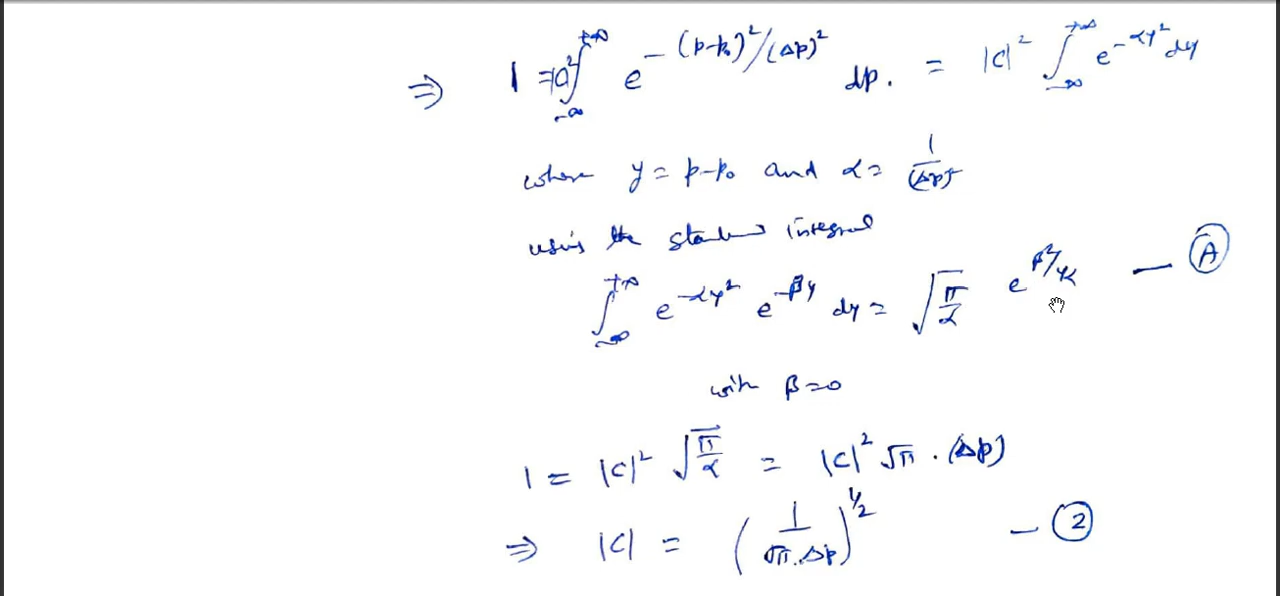 ⇒ 1 = |C|² ∫_{-∞}^{+∞} e^{-(p-p₀)²/(Δp)²} dp. = |C|² ∫_{-∞}^{+∞} e^{-αy²} dy
where y = p-p₀ and α = 1/(Δp)²
using the standard integral
∫_{-∞}^{+∞} e^{-αy²} e^{-βy} dy = √(π/α) e^{β²/4α} — Ⓐ
with β=0
1 = |C|² √(π/α) = |C|² √π . (Δp)
⇒ |C| = (1/(√π . Δp))^{1/2} — ②